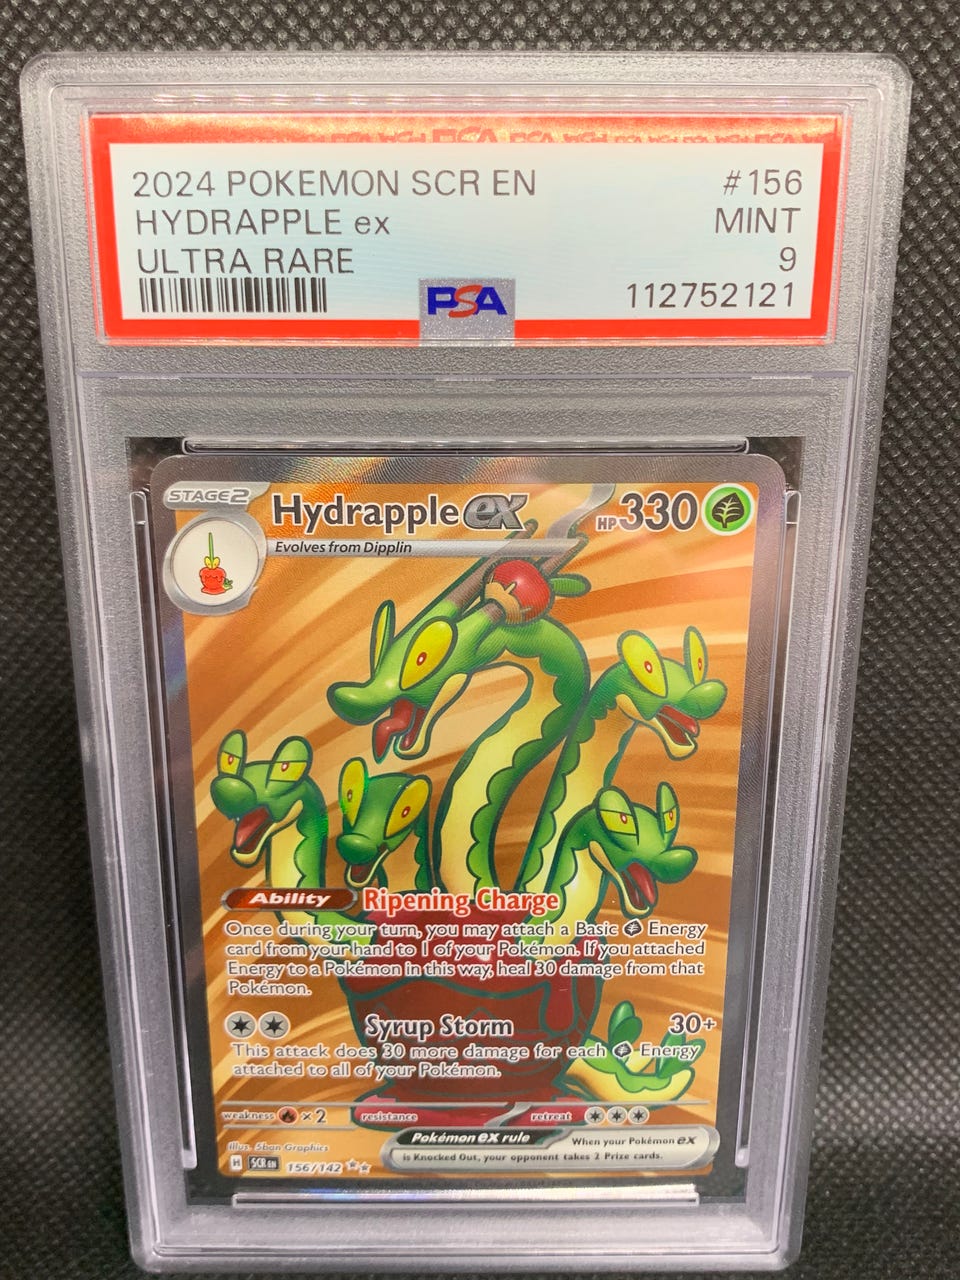 2024 POKEMON SCR EN #156
HYDRAPPLE ex MINT
ULTRA RARE 9
PSA 112752121
STAGE2 Hydrapple ex HP 330
Evolves from Dipplin
Ability Ripening Charge
Once during your turn, you may attach a Basic Energy
card from your hand to 1 of your Pokémon. If you attached
Energy to a Pokémon in this way, heal 30 damage from that
Pokémon.
Syrup Storm 30+
This attack does 30 more damage for each Energy
attached to all of your Pokémon.
weakness ×2 resistance retreat
Pokémon ex rule When your Pokémon ex
is Knocked Out, your opponent takes 2 Prize cards.
Illus. 5ban Graphics
H SCR EN 156/142